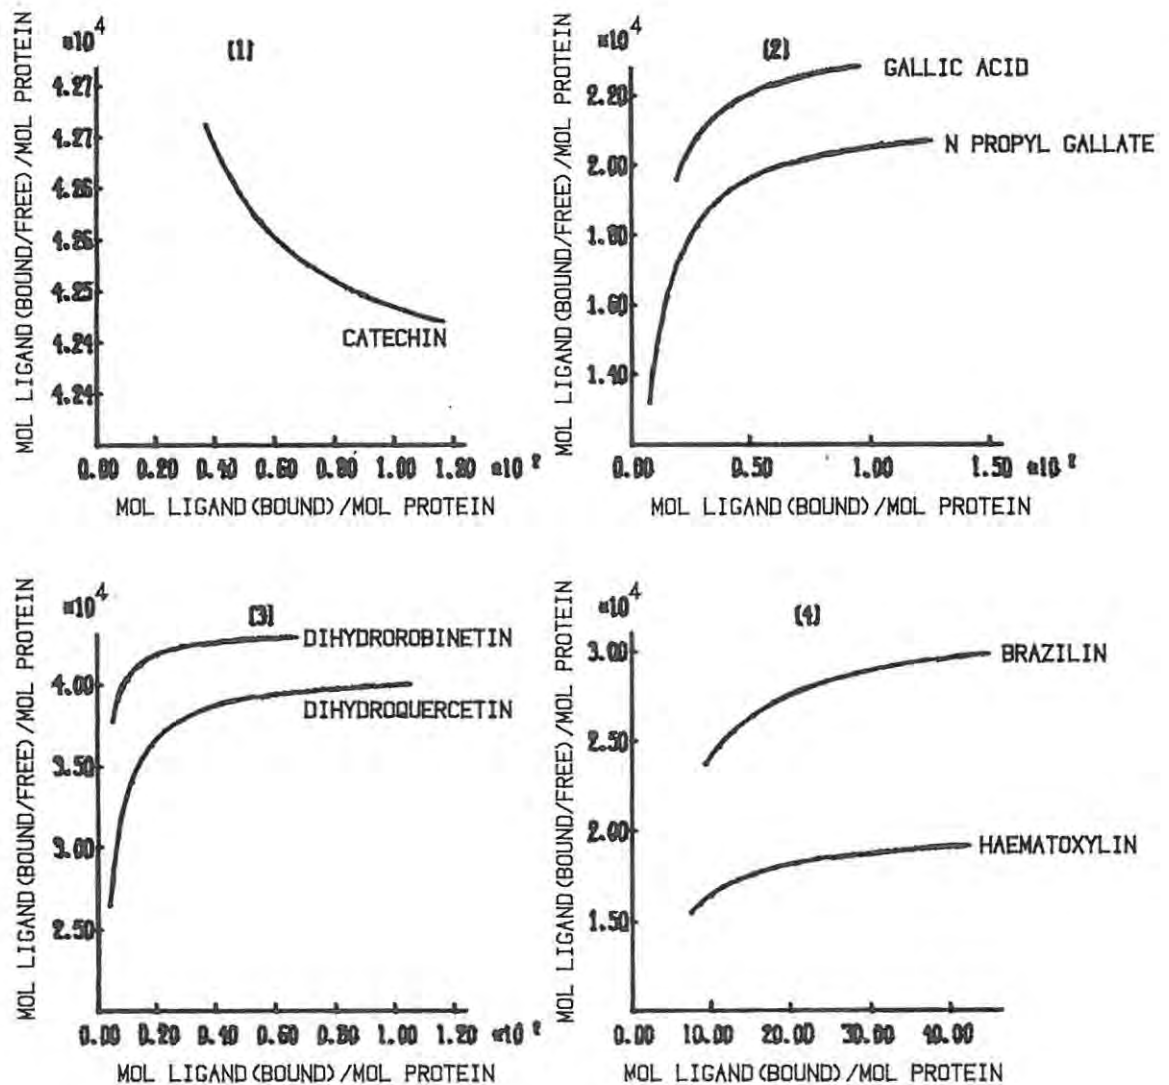 *10⁴
(1)
MOL LIGAND(BOUND/FREE)/MOL PROTEIN
4.27
4.27
4.26
4.26
4.25
4.24
4.24
CATECHIN
0.00 0.20 0.40 0.60 0.80 1.00 1.20 *10²
MOL LIGAND(BOUND)/MOL PROTEIN
*10⁴
(2)
MOL LIGAND(BOUND/FREE)/MOL PROTEIN
2.20
2.00
1.80
1.60
1.40
GALLIC ACID
N PROPYL GALLATE
0.00 0.50 1.00 1.50 *10²
MOL LIGAND(BOUND)/MOL PROTEIN
*10⁴
(3)
MOL LIGAND(BOUND/FREE)/MOL PROTEIN
4.00
3.50
3.00
2.50
DIHYDROROBINETIN
DIHYDROQUERCETIN
0.00 0.20 0.40 0.60 0.80 1.00 1.20 *10²
MOL LIGAND(BOUND)/MOL PROTEIN
*10⁴
(4)
MOL LIGAND(BOUND/FREE)/MOL PROTEIN
3.00
2.50
2.00
1.50
BRAZILIN
HAEMATOXYLIN
0.00 10.00 20.00 30.00 40.00
MOL LIGAND(BOUND)/MOL PROTEIN